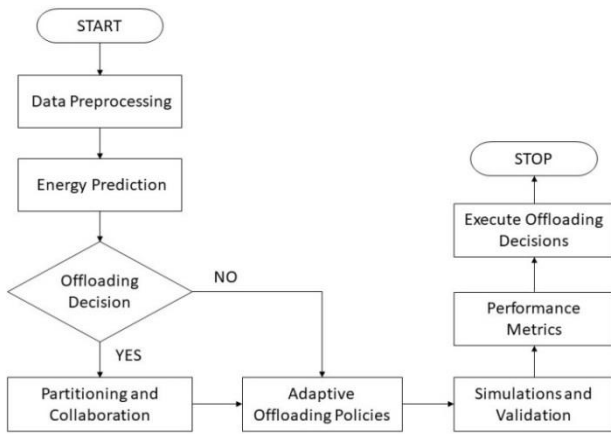 START
Data Preprocessing
Energy Prediction
Offloading
Decision
NO
YES
Partitioning and
Collaboration
Adaptive
Offloading Policies
Simulations and
Validation
Performance
Metrics
Execute Offloading
Decisions
STOP